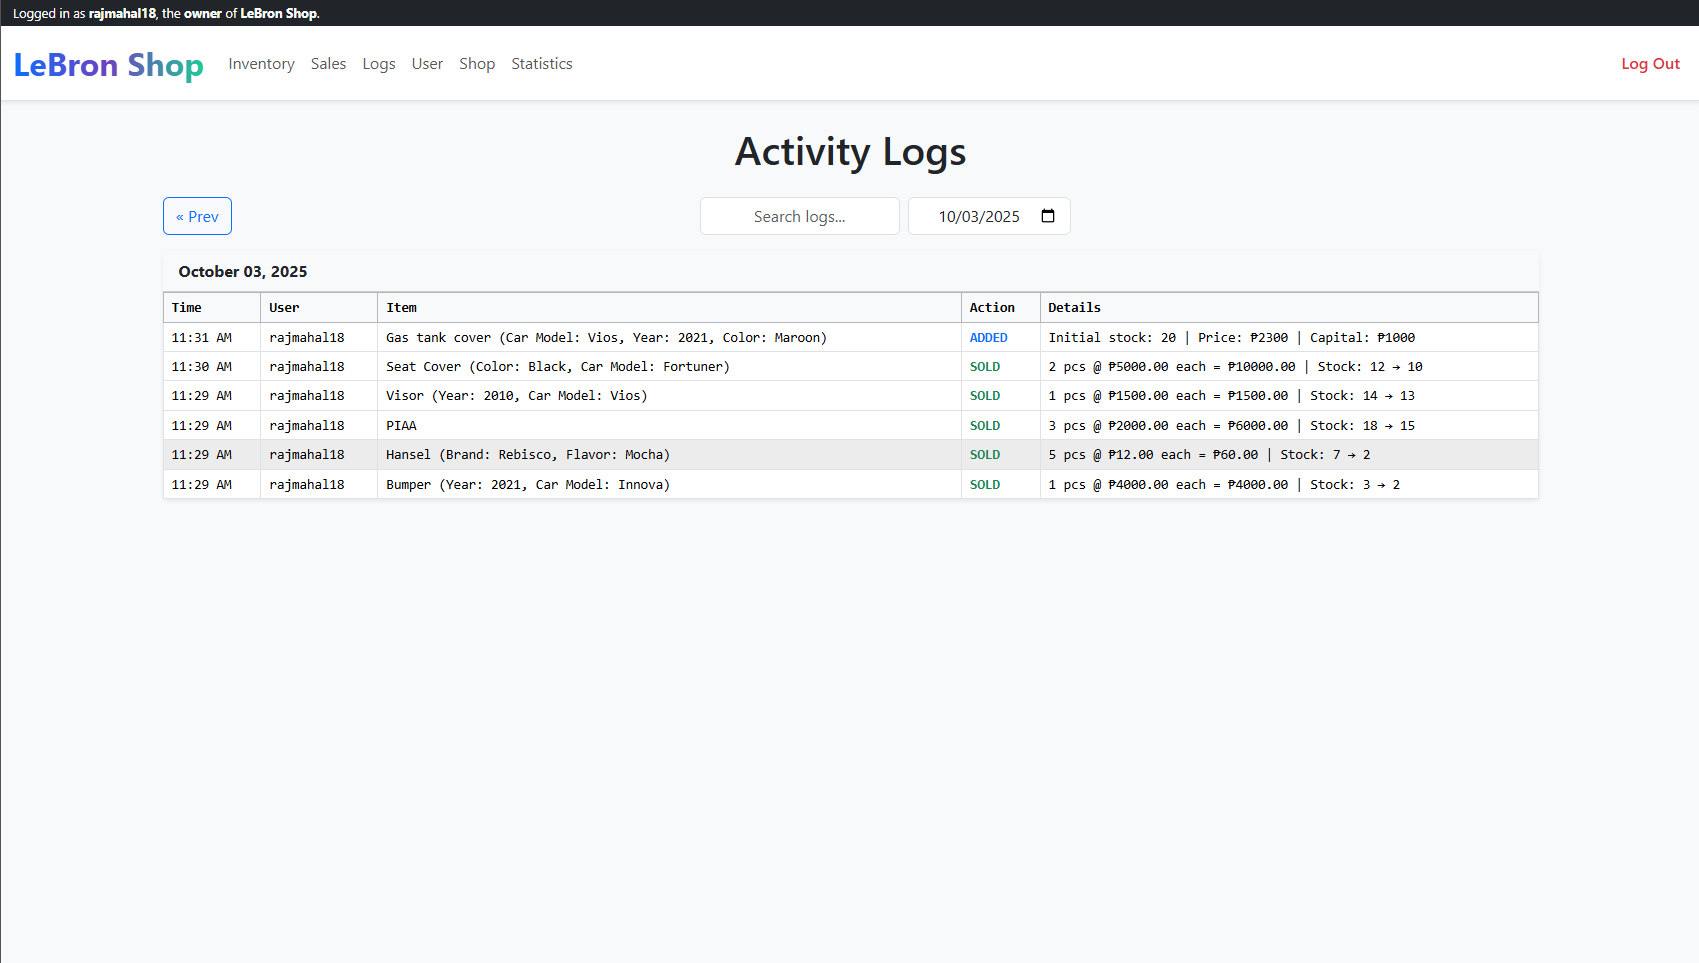 Logged in as rajmahal18, the owner of LeBron Shop.
LeBron Shop Inventory Sales Logs User Shop Statistics Log Out
Activity Logs
« Prev Search logs... 10/03/2025
October 03, 2025
Time User Item Action Details
11:31 AM rajmahal18 Gas tank cover (Car Model: Vios, Year: 2021, Color: Maroon) ADDED Initial stock: 20 | Price: ₱2300 | Capital: ₱1000
11:30 AM rajmahal18 Seat Cover (Color: Black, Car Model: Fortuner) SOLD 2 pcs @ ₱5000.00 each = ₱10000.00 | Stock: 12 → 10
11:29 AM rajmahal18 Visor (Year: 2010, Car Model: Vios) SOLD 1 pcs @ ₱1500.00 each = ₱1500.00 | Stock: 14 → 13
11:29 AM rajmahal18 PIAA SOLD 3 pcs @ ₱2000.00 each = ₱6000.00 | Stock: 18 → 15
11:29 AM rajmahal18 Hansel (Brand: Rebisco, Flavor: Mocha) SOLD 5 pcs @ ₱12.00 each = ₱60.00 | Stock: 7 → 2
11:29 AM rajmahal18 Bumper (Year: 2021, Car Model: Innova) SOLD 1 pcs @ ₱4000.00 each = ₱4000.00 | Stock: 3 → 2